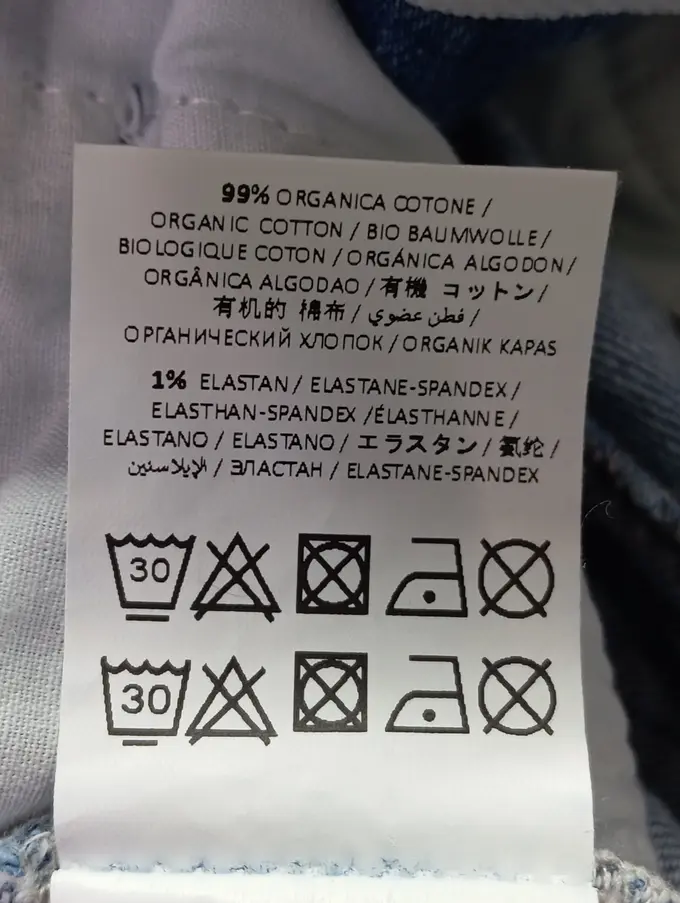 99% ORGANICA COTONE /
ORGANIC COTTON / BIO BAUMWOLLE /
BIOLOGIQUE COTON / ORGÁNICA ALGODON /
ORGÂNICA ALGODAO / 有機 コットン /
有机的 棉布 / قطن عضوي /
ОРГАНИЧЕСКИЙ ХЛОПОК / ORGANIK KAPAS
1% ELASTAN / ELASTANE-SPANDEX /
ELASTHAN-SPANDEX /ÉLASTHANNE /
ELASTANO / ELASTANO / エラスタン / 氨纶 /
الإيلاستين / ЭЛАСТАН / ELASTANE-SPANDEX
30
30